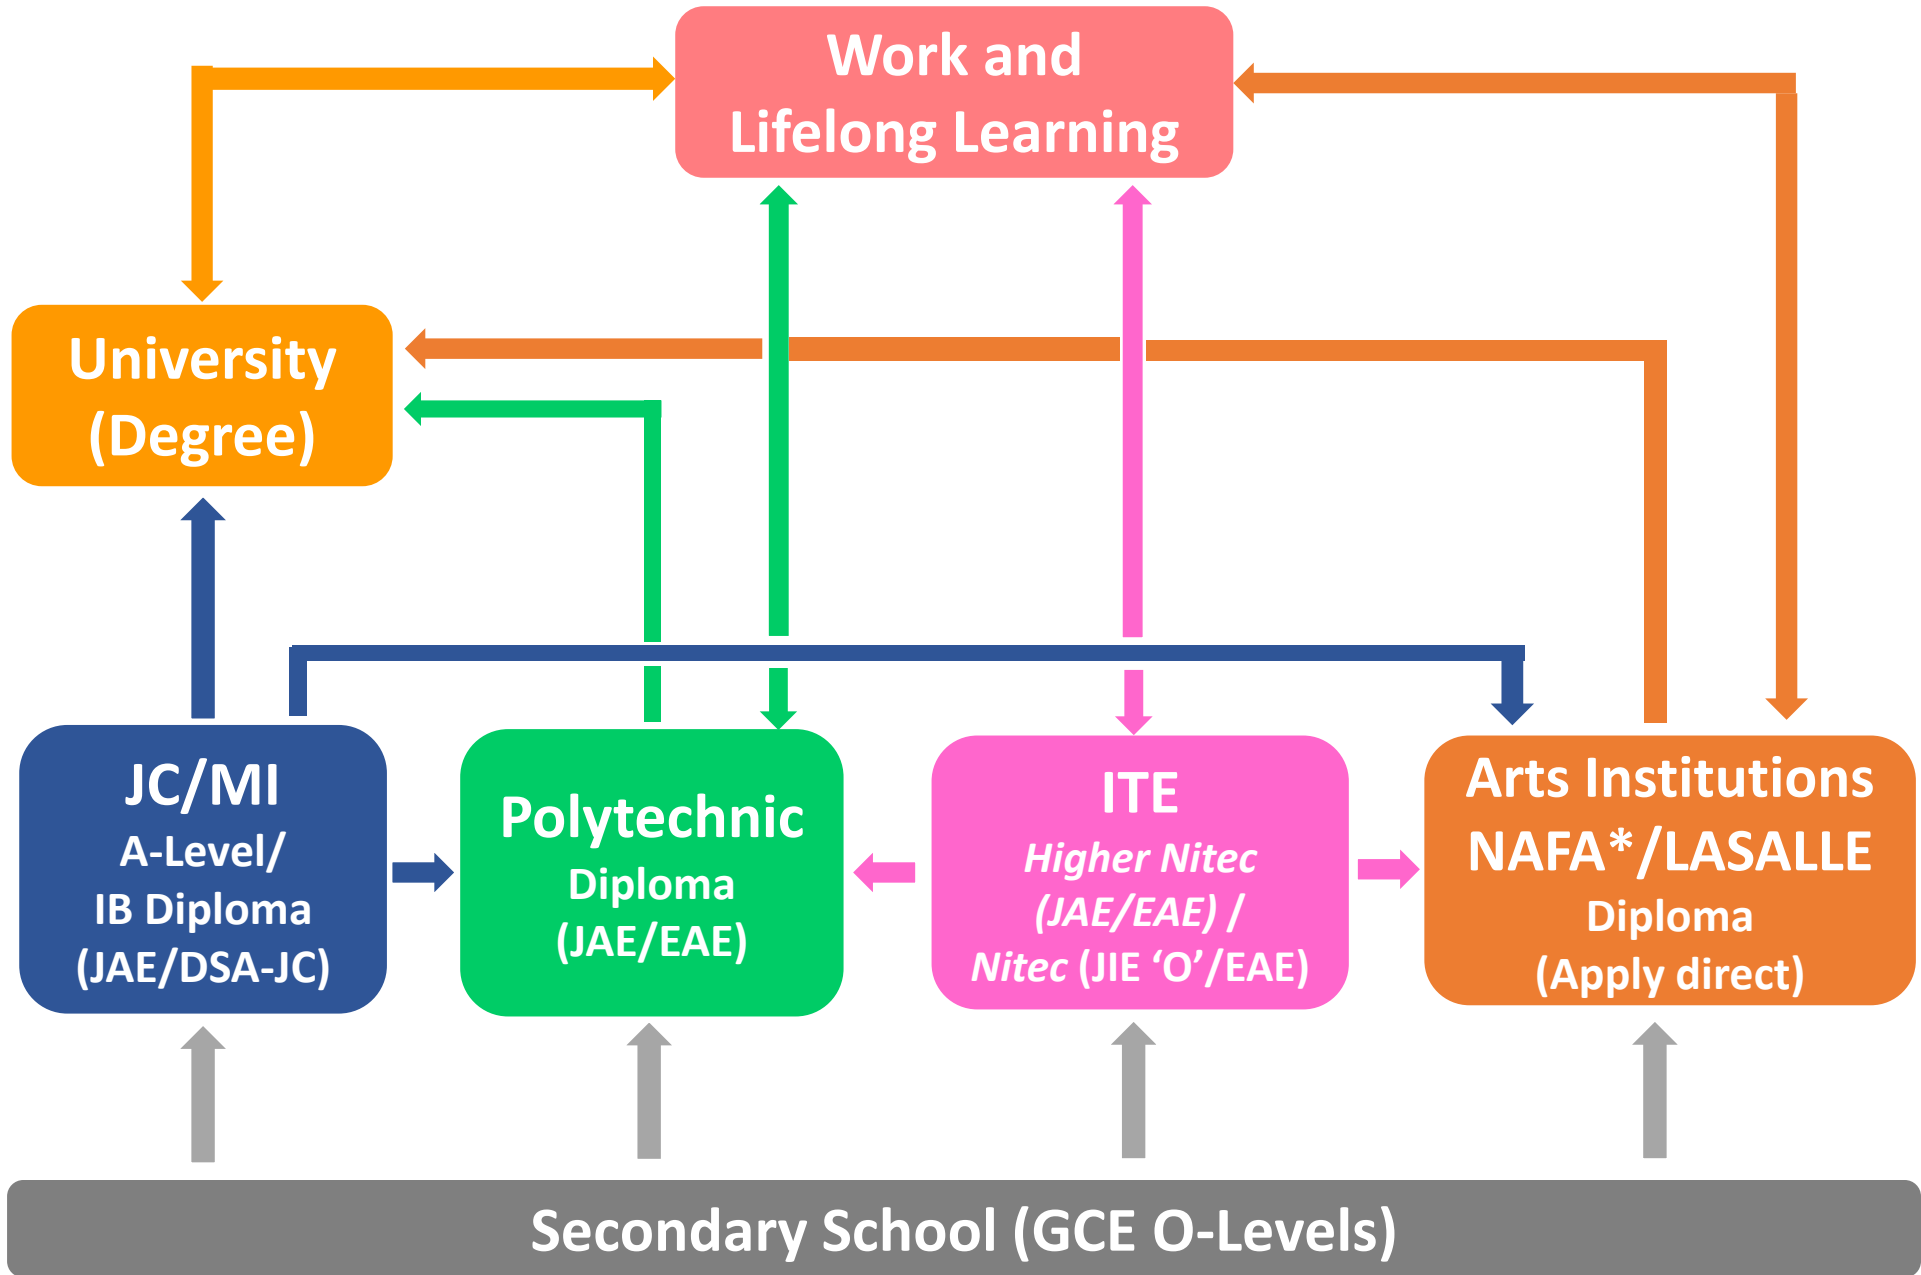 Work and
Lifelong Learning
University
(Degree)
JC/MI
A-Level/
IB Diploma
(JAE/DSA-JC)
Polytechnic
Diploma
(JAE/EAE)
ITE
Higher Nitec
(JAE/EAE) /
Nitec (JIE ‘O’/EAE)
Arts Institutions
NAFA*/LASALLE
Diploma
(Apply direct)
Secondary School (GCE O-Levels)